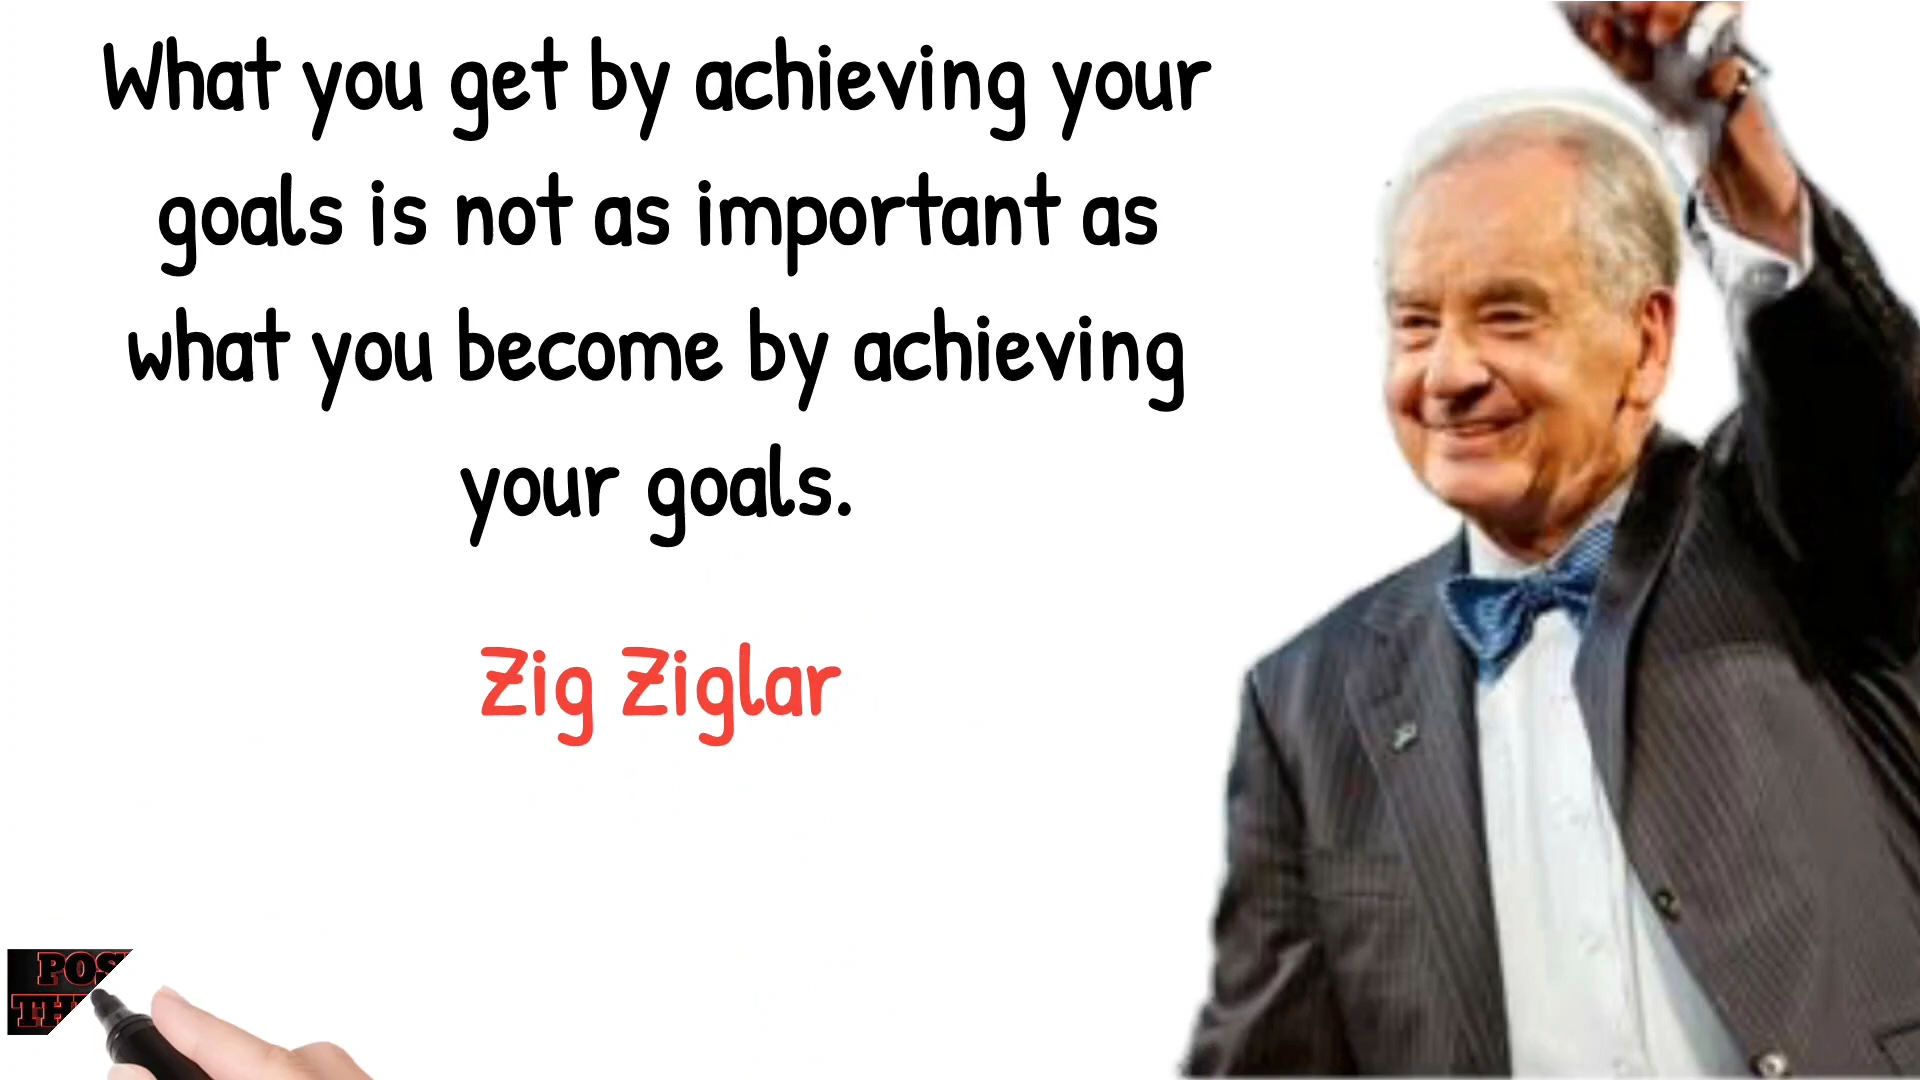 What you get by achieving your
goals is not as important as
what you become by achieving
your goals.
Zig Ziglar